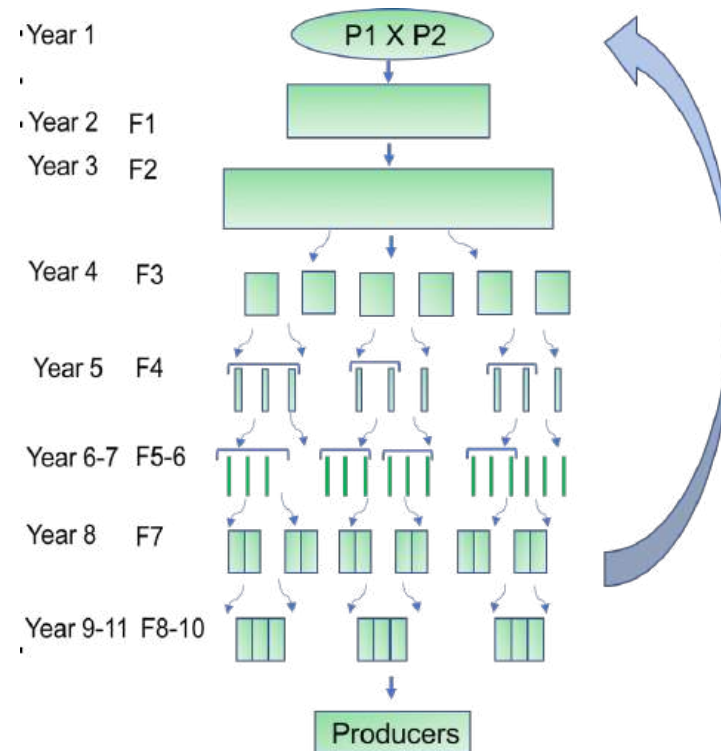 Year 1 P1 X P2
Year 2 F1
Year 3 F2
Year 4 F3
Year 5 F4
Year 6-7 F5-6
Year 8 F7
Year 9-11 F8-10
Producers